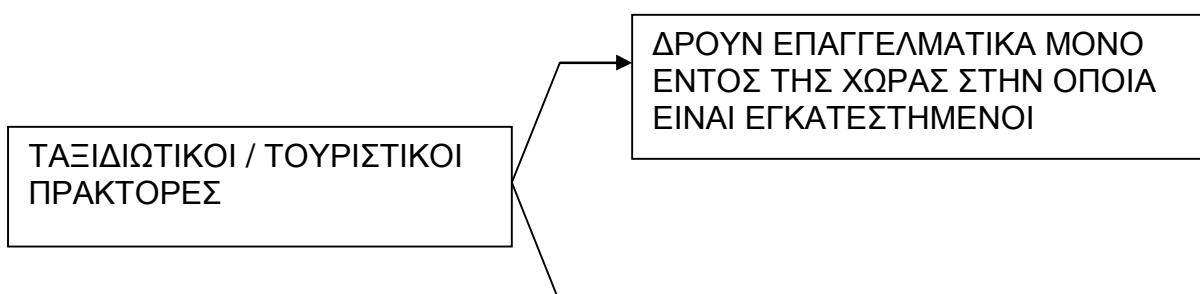 ΔΡΟΥΝ ΕΠΑΓΓΕΛΜΑΤΙΚΑ ΜΟΝΟ
ΕΝΤΟΣ ΤΗΣ ΧΩΡΑΣ ΣΤΗΝ ΟΠΟΙΑ
ΕΙΝΑΙ ΕΓΚΑΤΕΣΤΗΜΕΝΟΙ
ΤΑΞΙΔΙΩΤΙΚΟΙ / ΤΟΥΡΙΣΤΙΚΟΙ
ΠΡΑΚΤΟΡΕΣ